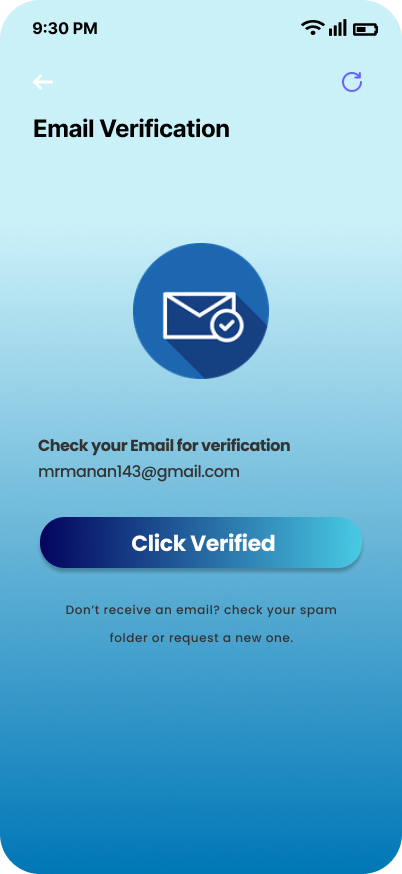 9:30 PM
Email Verification
Check your Email for verification
mrmanan143@gmail.com
Click Verified
Don't receive an email? check your spam
folder or request a new one.